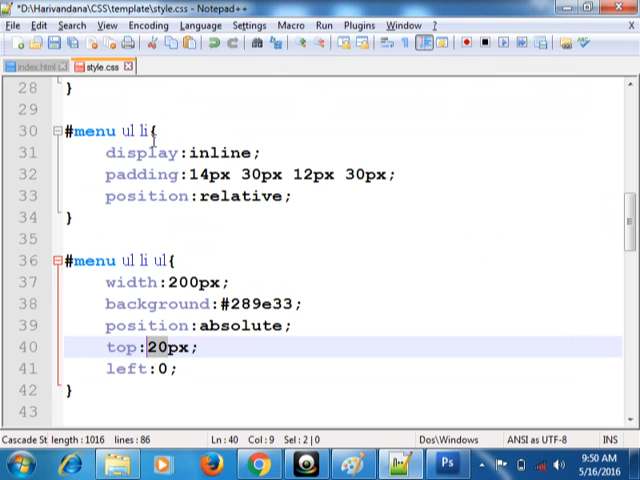 *D:\Harivandana\CSS\template\style.css - Notepad++
File Edit Search View Encoding Language Settings Macro Run Plugins Window ?
index.html style.css
28 }
29
30 #menu ul li{
31 display:inline;
32 padding:14px 30px 12px 30px;
33 position:relative;
34 }
35
36 #menu ul li ul{
37 width:200px;
38 background:#289e33;
39 position:absolute;
40 top:20px;
41 left:0;
42 }
43
Cascade St length : 1016 lines : 86 Ln : 40 Col : 9 Sel : 2 | 0 Dos\Windows ANSI as UTF-8 INS
Ps
9:50 AM
5/16/2016